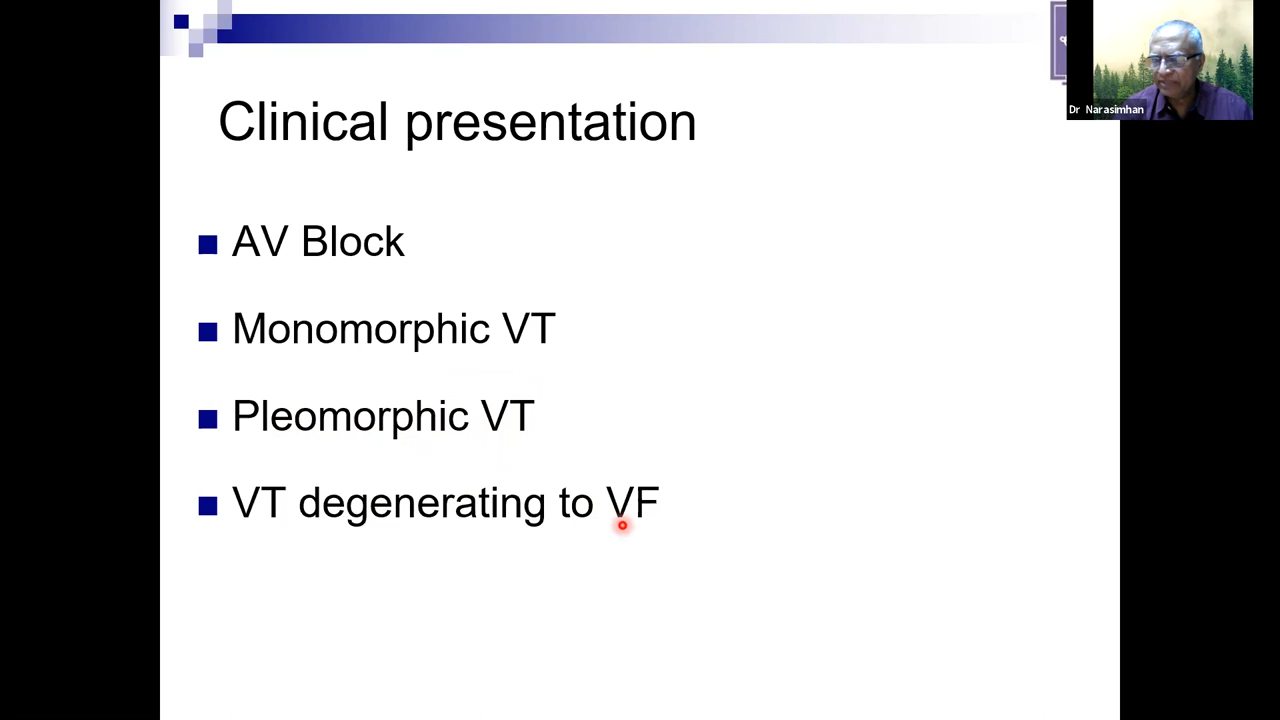 Dr Narasimhan
Clinical presentation
AV Block
Monomorphic VT
Pleomorphic VT
VT degenerating to VF